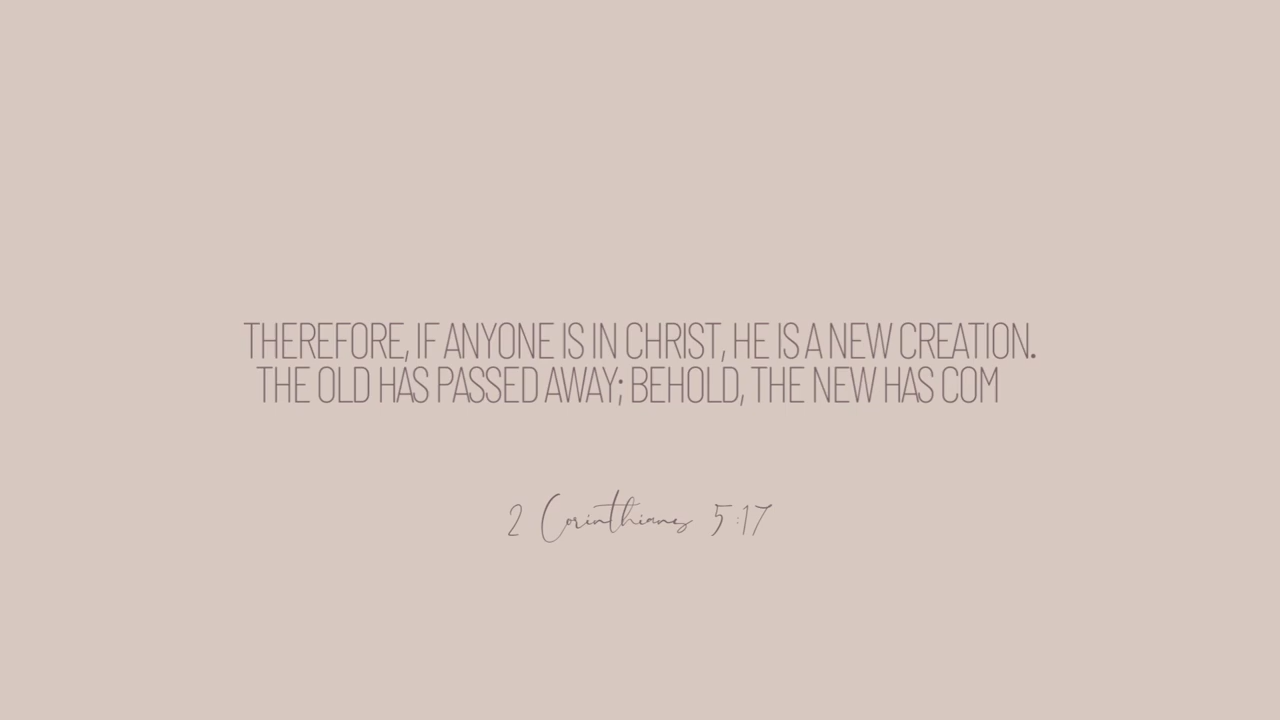 THEREFORE, IF ANYONE IS IN CHRIST, HE IS A NEW CREATION.
THE OLD HAS PASSED AWAY; BEHOLD, THE NEW HAS COM
2 Corinthians 5:17